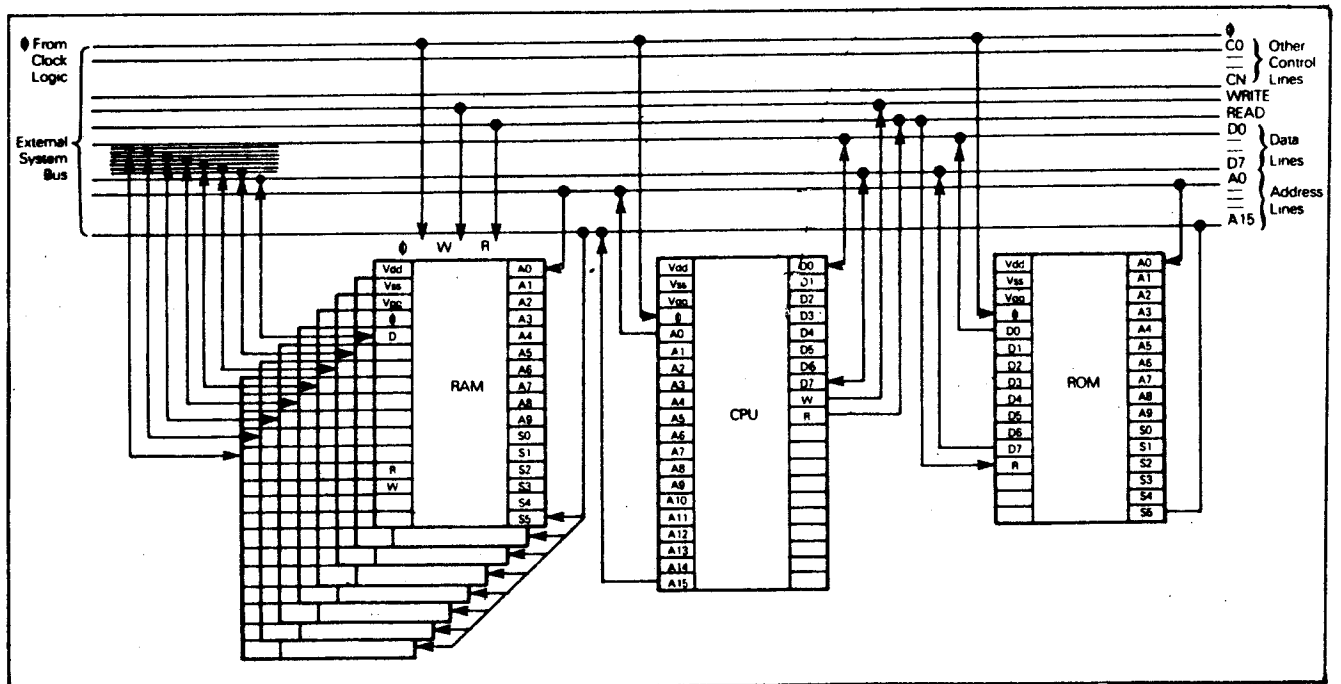 ϕ From
Clock
Logic
External
System
Bus
ϕ
C0
CN
Other
Control
Lines
WRITE
READ
D0
D7
Data
Lines
A0
A15
Address
Lines
ϕ W R
Vdd
Vss
Vgg
ϕ
D
R
W
RAM
A0
A1
A2
A3
A4
A5
A6
A7
A8
A9
S0
S1
S2
S3
S4
S5
Vdd
Vss
Vgg
ϕ
A0
A1
A2
A3
A4
A5
A6
A7
A8
A9
A10
A11
A12
A13
A14
A15
CPU
D0
D1
D2
D3
D4
D5
D6
D7
W
R
Vdd
Vss
Vgg
ϕ
D0
D1
D2
D3
D4
D5
D6
D7
R
ROM
A0
A1
A2
A3
A4
A5
A6
A7
A8
A9
S0
S1
S2
S3
S4
S5